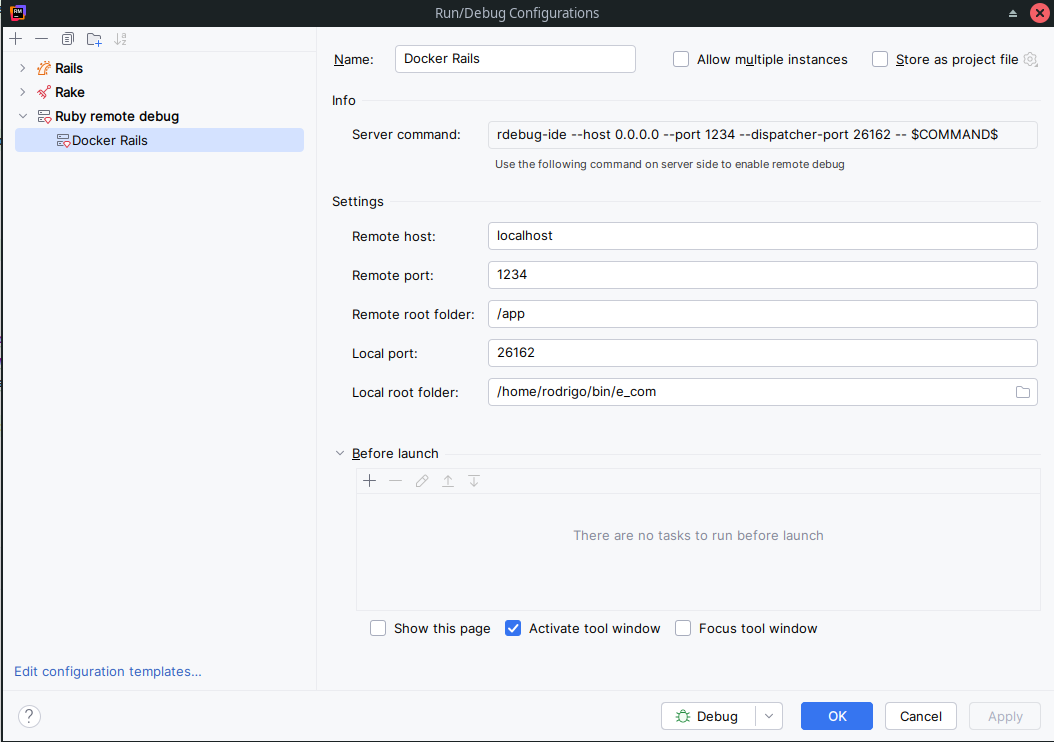 Run/Debug Configurations
Rails
Rake
Ruby remote debug
Docker Rails
Edit configuration templates...
Name: Docker Rails
Allow multiple instances
Store as project file
Info
Server command: rdebug-ide --host 0.0.0.0 --port 1234 --dispatcher-port 26162 -- $COMMAND$
Use the following command on server side to enable remote debug
Settings
Remote host: localhost
Remote port: 1234
Remote root folder: /app
Local port: 26162
Local root folder: /home/rodrigo/bin/e_com
Before launch
There are no tasks to run before launch
Show this page Activate tool window Focus tool window
? Debug OK Cancel Apply